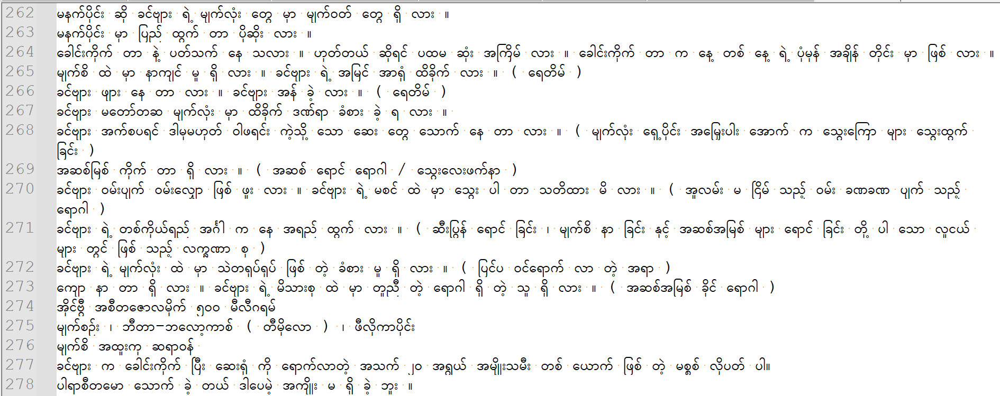 262 မနက်ပိုင်း ဆို ခင်ဗျား ရဲ့ မျက်လုံး တွေ မှာ မျက်ဝတ် တွေ ရှိ လား ။
263 မနက်ပိုင်း မှာ ပြည် ထွက် တာ ပိုဆိုး လား ။
264 ခေါင်းကိုက် တာ နဲ့ ပတ်သက် နေ သလား ။ ဟုတ်တယ် ဆိုရင် ပထမ ဆုံး အကြိမ် လား ။ ခေါင်းကိုက် တာ က နေ့ တစ် နေ့ ရဲ့ ပုံမှန် အချိန် တိုင်း မှာ ဖြစ် လား ။
265 မျက်စိ ထဲ မှာ နာကျင် မှု ရှိ လား ။ ခင်ဗျား ရဲ့ အမြင် အာရုံ ထိခိုက် လား ။ ( ရေတိမ် )
266 ခင်ဗျား ဖျား နေ တာ လား ။ ခင်ဗျား အန် ခဲ့ လား ။ ( ရေတိမ် )
267 ခင်ဗျား မတော်တဆ မျက်လုံး မှာ ထိခိုက် ဒဏ်ရာ ခံစား ခဲ့ ရ လား ။
268 ခင်ဗျား အက်စပရင် ဒါမှမဟုတ် ဝါဖရင်း ကဲ့သို့ သော ဆေး တွေ သောက် နေ တာ လား ။ ( မျက်လုံး ရှေ့ပိုင်း အမြှေးပါး အောက် က သွေးကြော များ သွေးထွက်
ခြင်း )
269 အဆစ်မြစ် ကိုက် တာ ရှိ လား ။ ( အဆစ် ရောင် ရောဂါ / သွေးလေးဖက်နာ )
270 ခင်ဗျား ဝမ်းပျက် ဝမ်းလျှော ဖြစ် ဖူး လား ။ ခင်ဗျား ရဲ့ မစင် ထဲ မှာ သွေး ပါ တာ သတိထား မိ လား ။ ( အူလမ်း မ ငြိမ် သည့် ဝမ်း ခဏခဏ ပျက် သည့်
ရောဂါ )
271 ခင်ဗျား ရဲ့ တစ်ကိုယ်ရည် အင်္ဂါ က နေ အရည် ထွက် လား ။ ( ဆီးပြွန် ရောင် ခြင်း ၊ မျက်စိ နာ ခြင်း နှင့် အဆစ်အမြစ် များ ရောင် ခြင်း တို့ ပါ သော လူငယ်
များ တွင် ဖြစ် သည့် လက္ခဏာ စု )
272 ခင်ဗျား ရဲ့ မျက်လုံး ထဲ မှာ သဲတရုပ်ရုပ် ဖြစ် တဲ့ ခံစား မှု ရှိ လား ။ ( ပြင်ပ ဝင်ရောက် လာ တဲ့ အရာ )
273 ကျော နာ တာ ရှိ လား ။ ခင်ဗျား ရဲ့ မိသားစု ထဲ မှာ တူညီ တဲ့ ရောဂါ ရှိ တဲ့ သူ ရှိ လား ။ ( အဆစ်အမြစ် ခိုင် ရောဂါ )
274 အိုင်ဗွီ အစီတဇောလမိုက် ၅၀၀ မီလီဂရမ်
275 မျက်စဉ်း ၊ ဘီတာ–ဘလော့ကာစ် ( တီမိုလော ) ၊ ဖီလိုကာပိုင်း
276 မျက်စိ အထူးကု ဆရာဝန်
277 ခင်ဗျား က ခေါင်းကိုက် ပြီး ဆေးရုံ ကို ရောက်လာတဲ့ အသက် ၂၀ အရွယ် အမျိုးသမီး တစ် ယောက် ဖြစ် တဲ့ မစ္စစ် လိုပတ် ပါ။
278 ပါရာစီတမော သောက် ခဲ့ တယ် ဒါပေမဲ့ အကျိုး မ ရှိ ခဲ့ ဘူး ။